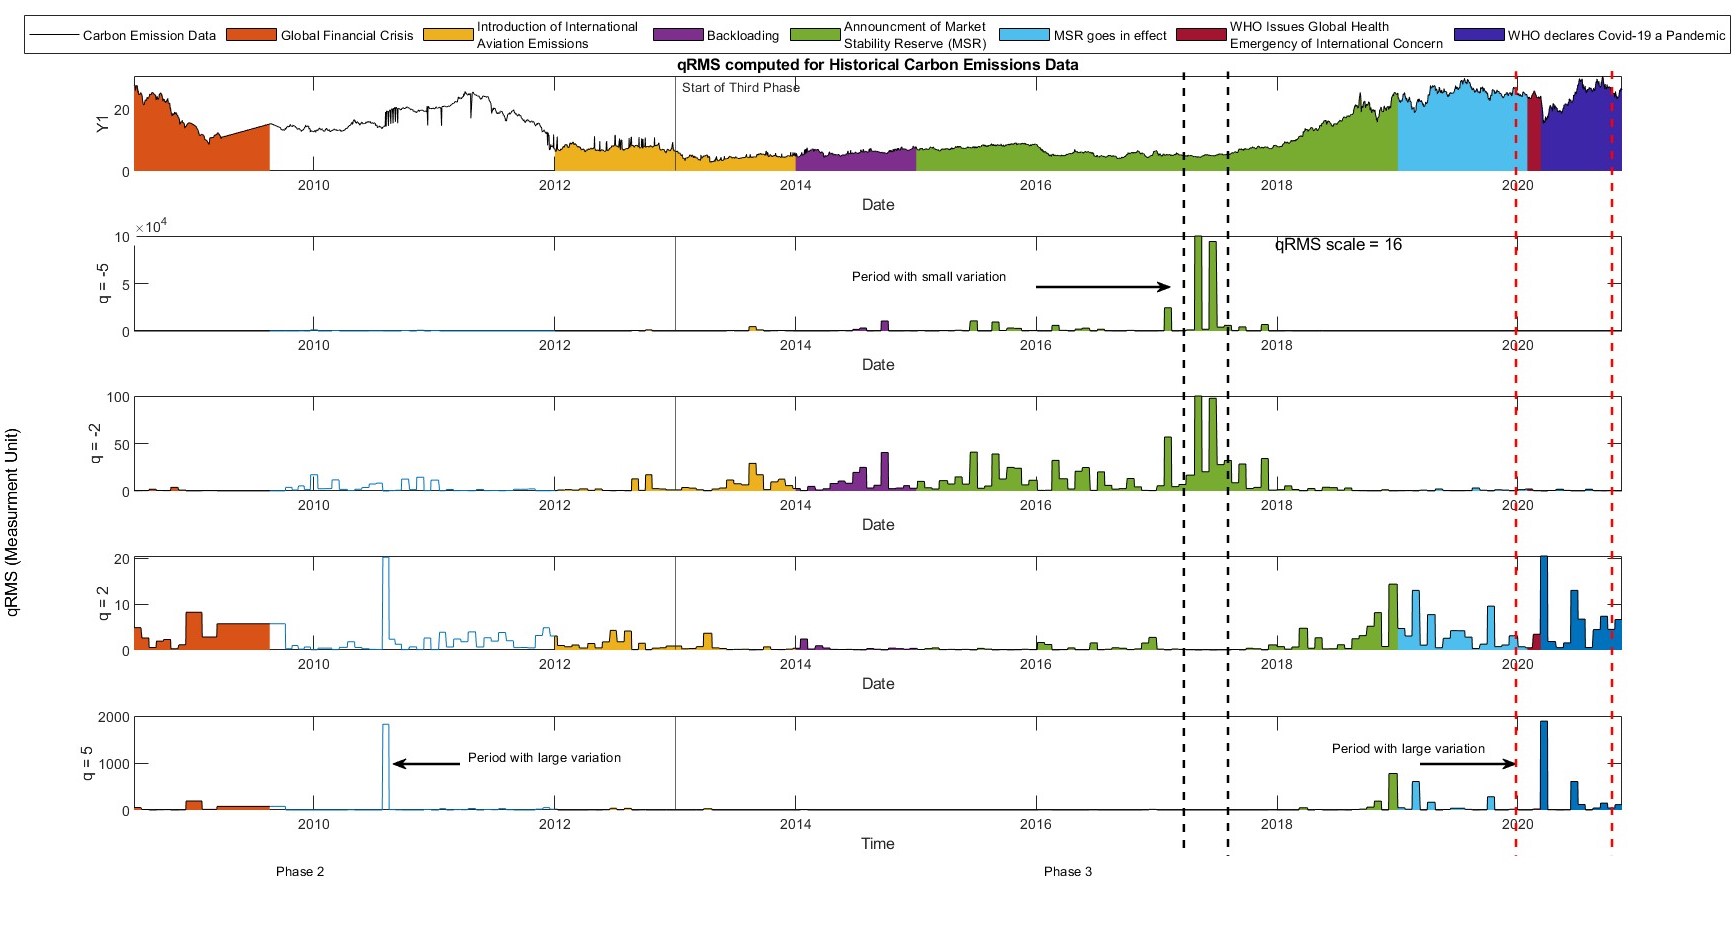 Carbon Emission Data
Global Financial Crisis
Introduction of International
Aviation Emissions
Backloading
Announcment of Market
Stability Reserve (MSR)
MSR goes in effect
WHO Issues Global Health
Emergency of International Concern
WHO declares Covid-19 a Pandemic
qRMS computed for Historical Carbon Emissions Data
Start of Third Phase
Y1
20
0
2010 2012 2014 2016 2018 2020
Date
×10⁴
qRMS scale = 16
q = -5
10
5
0
Period with small variation
2010 2012 2014 2016 2018 2020
Date
qRMS (Measurment Unit)
q = -2
100
50
0
2010 2012 2014 2016 2018 2020
Date
q = 2
20
10
0
2010 2012 2014 2016 2018 2020
Date
q = 5
2000
1000
0
Period with large variation
Period with large variation
2010 2012 2014 2016 2018 2020
Time
Phase 2
Phase 3